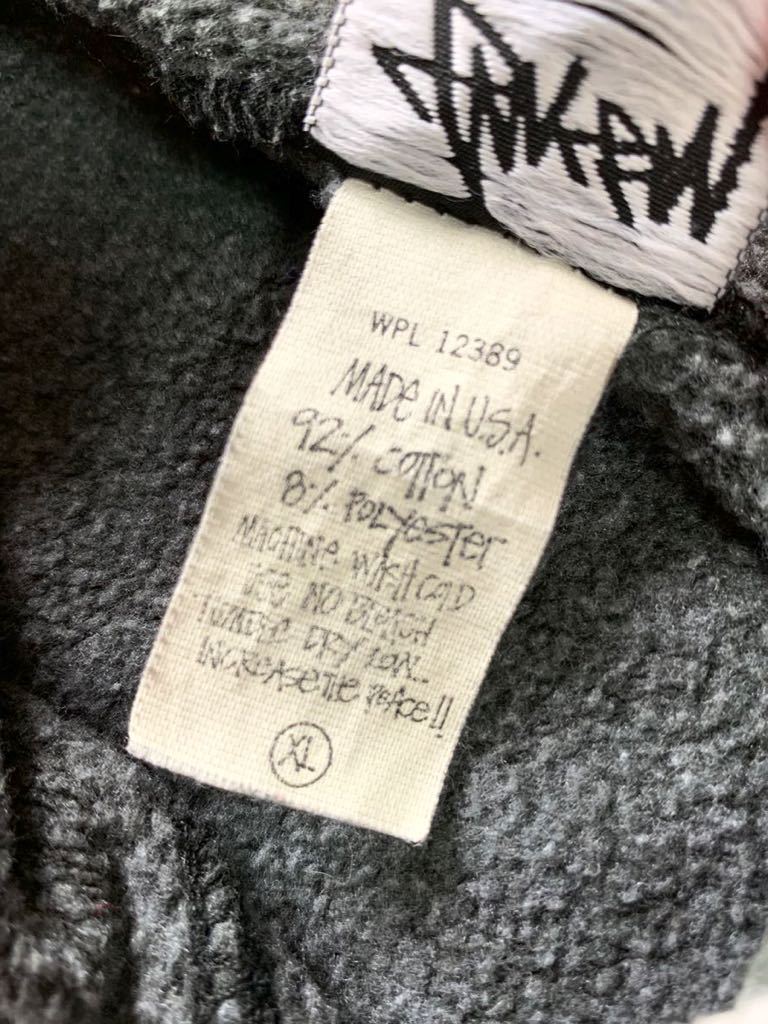 WPL 12389
MADE IN U.S.A.
92% COTTON
8% POLYESTER
MACHINE WASH COLD
USE NO BLEACH
TUMBLE DRY LOW..
INCREASE THE PEACE!!
XL